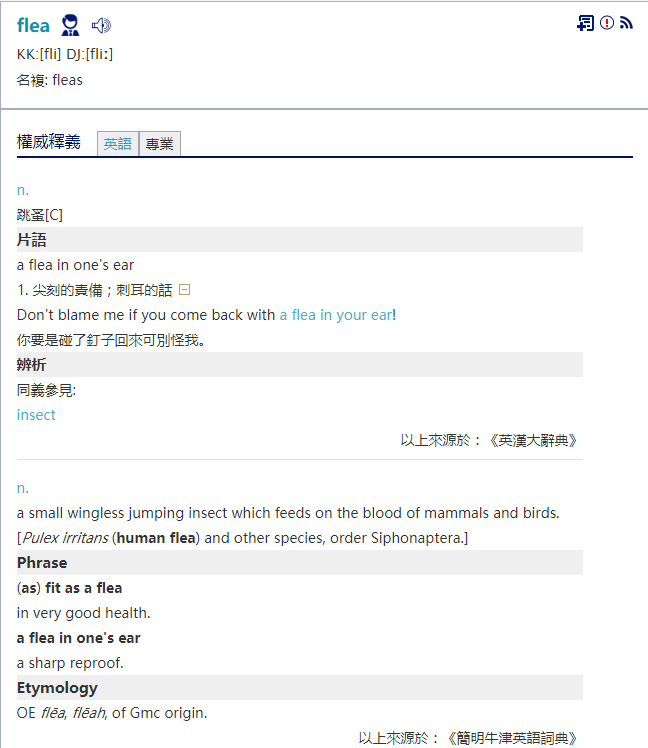 flea
KK:[fli] DJ:[fliː]
名複: fleas
權威釋義 英語 專業
n.
跳蚤[C]
片語
a flea in one's ear
1. 尖刻的責備；刺耳的話
Don't blame me if you come back with a flea in your ear!
你要是碰了釘子回來可別怪我。
辨析
同義參見:
insect
以上來源於：《英漢大辭典》
n.
a small wingless jumping insect which feeds on the blood of mammals and birds.
[Pulex irritans (human flea) and other species, order Siphonaptera.]
Phrase
(as) fit as a flea
in very good health.
a flea in one's ear
a sharp reproof.
Etymology
OE flēa, flēah, of Gmc origin.
以上來源於：《簡明牛津英語詞典》